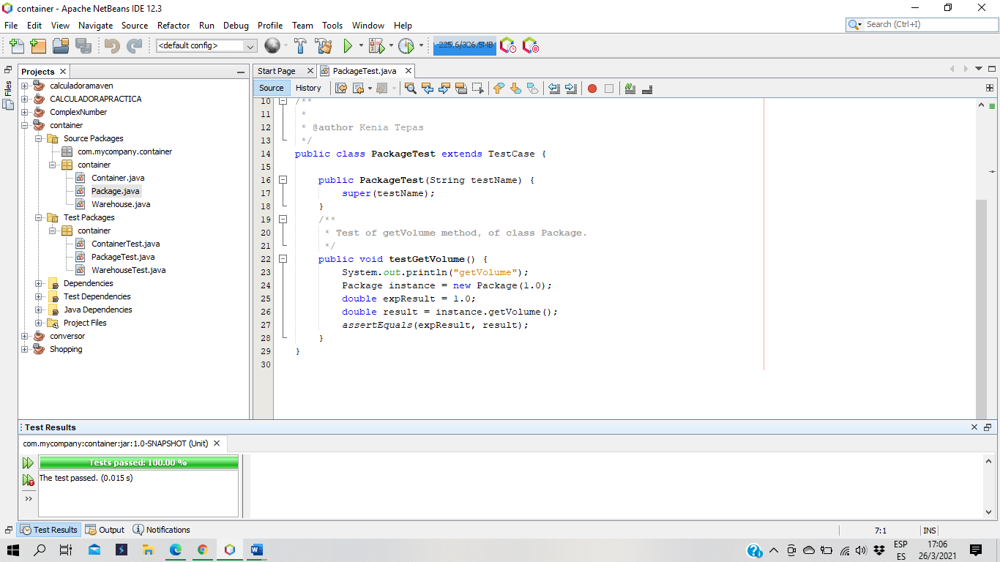 container - Apache NetBeans IDE 12.3
File Edit View Navigate Source Refactor Run Debug Profile Team Tools Window Help
Search (Ctrl+I)
<default config>
225.6/326.5MB
Files
Projects
calculadoramaven
CALCULADORAPRACTICA
ComplexNumber
container
Source Packages
com.mycompany.container
container
Container.java
Package.java
Warehouse.java
Test Packages
container
ContainerTest.java
PackageTest.java
WarehouseTest.java
Dependencies
Test Dependencies
Java Dependencies
Project Files
conversor
Shopping
Start Page
PackageTest.java
Source History
10 /**
11 *
12 * @author Kenia Tepas
13 */
14 public class PackageTest extends TestCase {
15
16 public PackageTest(String testName) {
17 super(testName);
18 }
19 /**
20 * Test of getVolume method, of class Package.
21 */
22 public void testGetVolume() {
23 System.out.println("getVolume");
24 Package instance = new Package(1.0);
25 double expResult = 1.0;
26 double result = instance.getVolume();
27 assertEquals(expResult, result);
28 }
29 }
30
Test Results
com.mycompany:container:jar:1.0-SNAPSHOT (Unit)
Tests passed: 100.00 %
The test passed. (0.015 s)
Test Results Output Notifications
7:1 INS
ESP
ES
17:06
26/3/2021